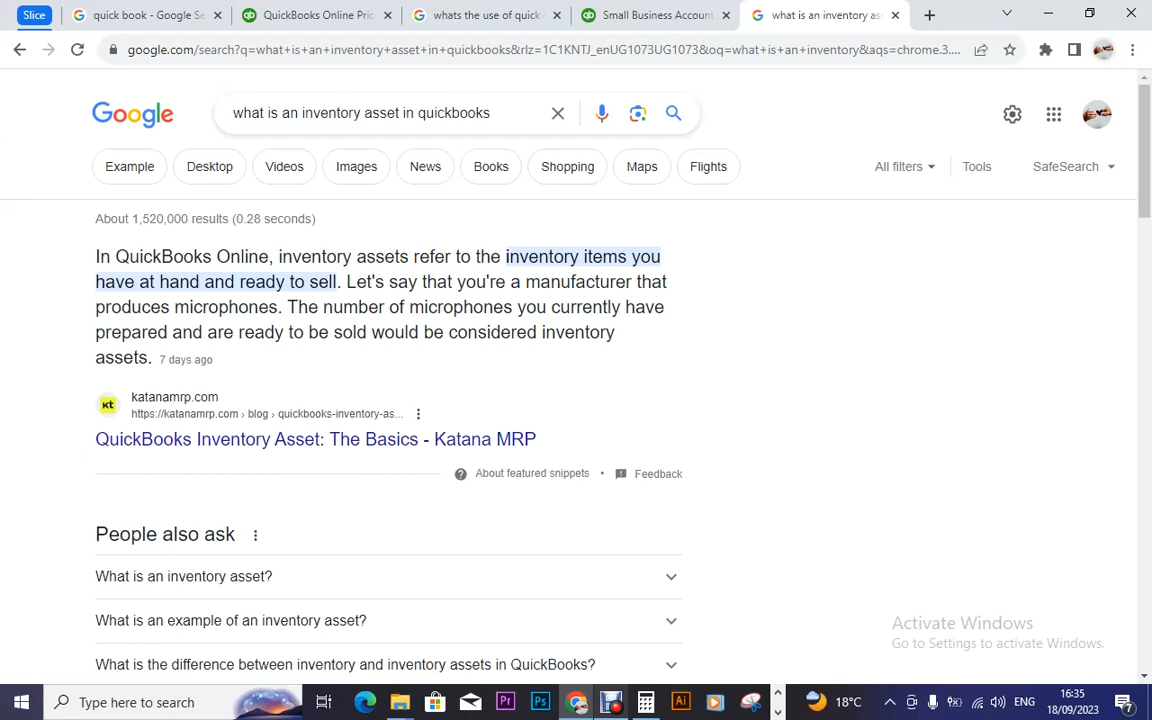 Slice
quick book - Google Se
QuickBooks Online Pric
whats the use of quick
Small Business Account
what is an inventory as
google.com/search?q=what+is+an+inventory+asset+in+quickbooks&rlz=1C1KNTJ_enUG1073UG1073&oq=what+is+an+inventory&aqs=chrome.3....
Google
what is an inventory asset in quickbooks
Example
Desktop
Videos
Images
News
Books
Shopping
Maps
Flights
All filters
Tools
SafeSearch
About 1,520,000 results (0.28 seconds)
In QuickBooks Online, inventory assets refer to the inventory items you
have at hand and ready to sell. Let's say that you're a manufacturer that
produces microphones. The number of microphones you currently have
prepared and are ready to be sold would be considered inventory
assets. 7 days ago
KT
katanamrp.com
https://katanamrp.com › blog › quickbooks-inventory-as...
QuickBooks Inventory Asset: The Basics - Katana MRP
About featured snippets
•
Feedback
People also ask
What is an inventory asset?
What is an example of an inventory asset?
What is the difference between inventory and inventory assets in QuickBooks?
Activate Windows
Go to Settings to activate Windows.
Type here to search
Pr
Ps
Ai
18°C
ENG
16:35
18/09/2023
7